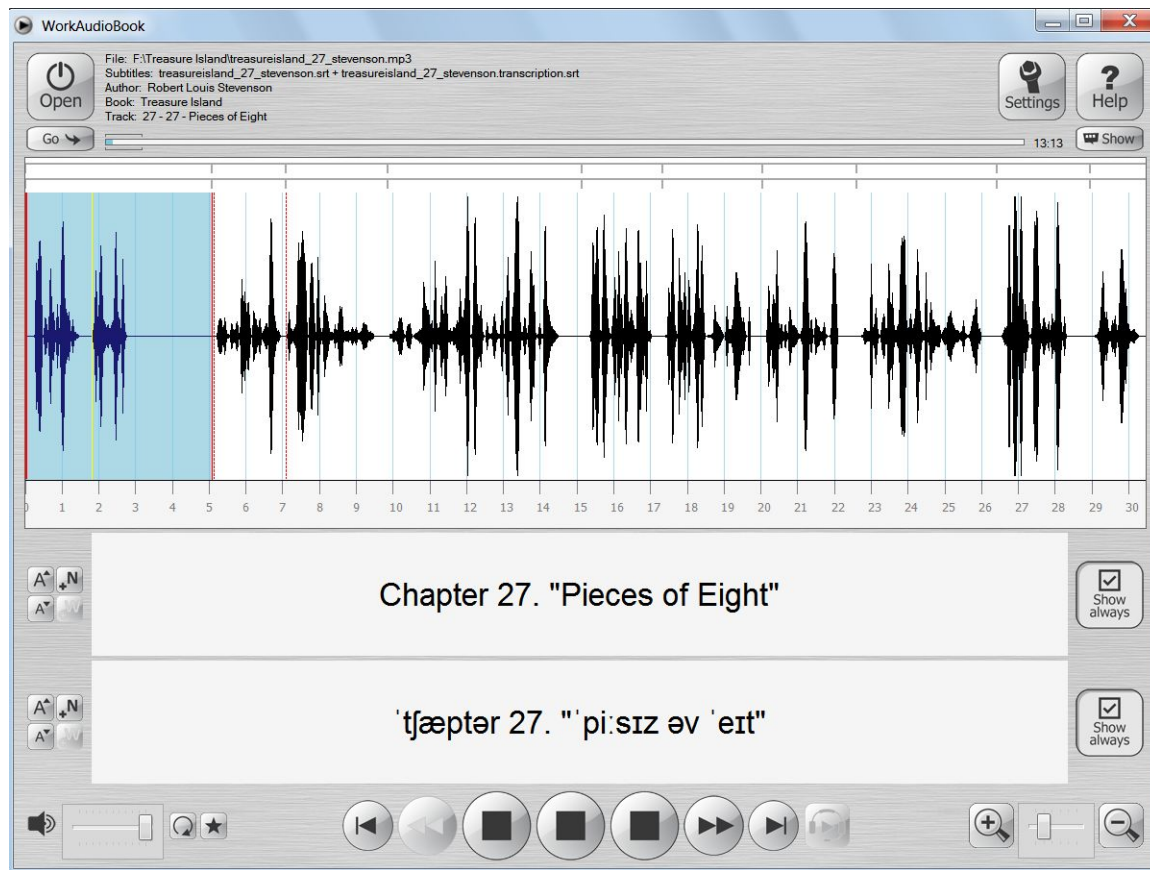 WorkAudioBook
File: F:\Treasure Island\treasureisland_27_stevenson.mp3
Subtitles: treasureisland_27_stevenson.srt + treasureisland_27_stevenson.transcription.srt
Author: Robert Louis Stevenson
Book: Treasure Island
Track: 27 - 27 - Pieces of Eight
Open
Settings
Help
Go
13:13
Show
0 1 2 3 4 5 6 7 8 9 10 11 12 13 14 15 16 17 18 19 20 21 22 23 24 25 26 27 28 29 30
A +N
Chapter 27. "Pieces of Eight"
Show always
A W
A +N
ˈtʃæptər 27. "ˈpiːsɪz əv ˈeɪt"
Show always
A W